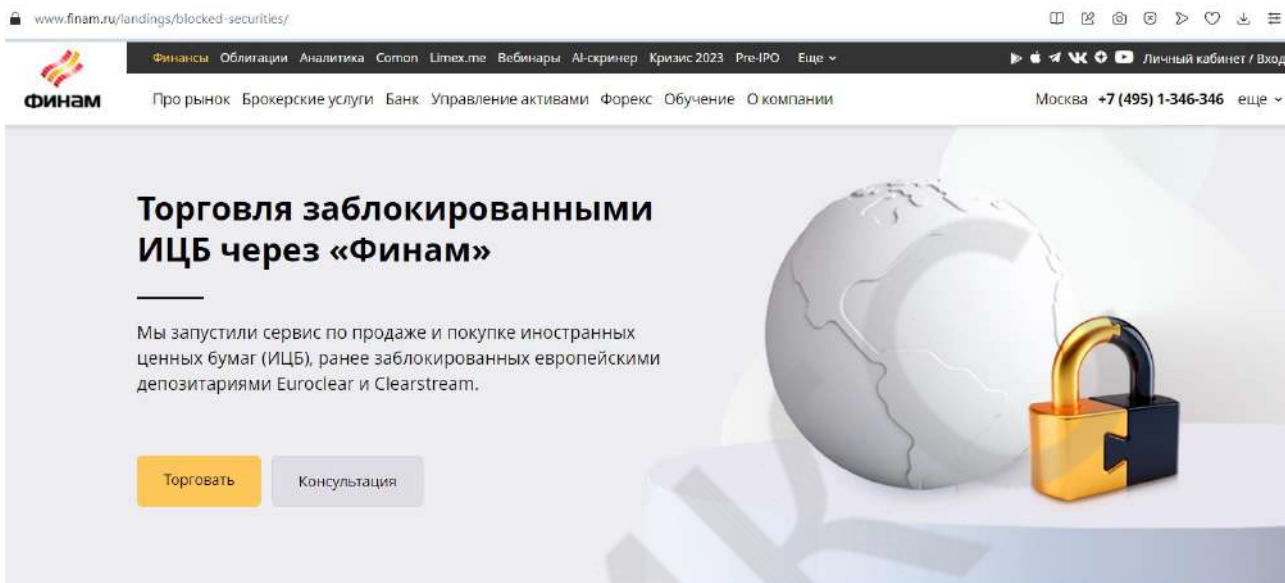 www.finam.ru/landings/blocked-securities/
Финансы Облигации Аналитика Comon Limex.me Вебинары AI-скринер Кризис 2023 Pre-IPO Еще
Личный кабинет / Вход
ФИНАМ
Про рынок Брокерские услуги Банк Управление активами Форекс Обучение О компании
Москва +7 (495) 1-346-346 еще
Торговля заблокированными
ИЦБ через «Финам»
Мы запустили сервис по продаже и покупке иностранных
ценных бумаг (ИЦБ), ранее заблокированных европейскими
депозитариями Euroclear и Clearstream.
Торговать
Консультация